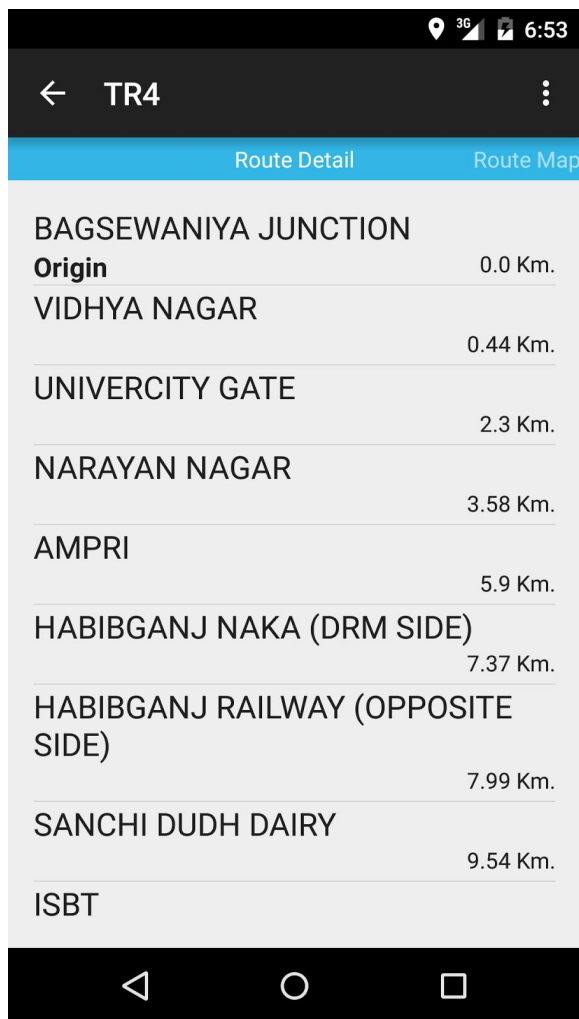 3G 6:53
TR4
Route Detail Route Map
BAGSEWANIYA JUNCTION
Origin 0.0 Km.
VIDHYA NAGAR
0.44 Km.
UNIVERCITY GATE
2.3 Km.
NARAYAN NAGAR
3.58 Km.
AMPRI
5.9 Km.
HABIBGANJ NAKA (DRM SIDE)
7.37 Km.
HABIBGANJ RAILWAY (OPPOSITE
SIDE)
7.99 Km.
SANCHI DUDH DAIRY
9.54 Km.
ISBT